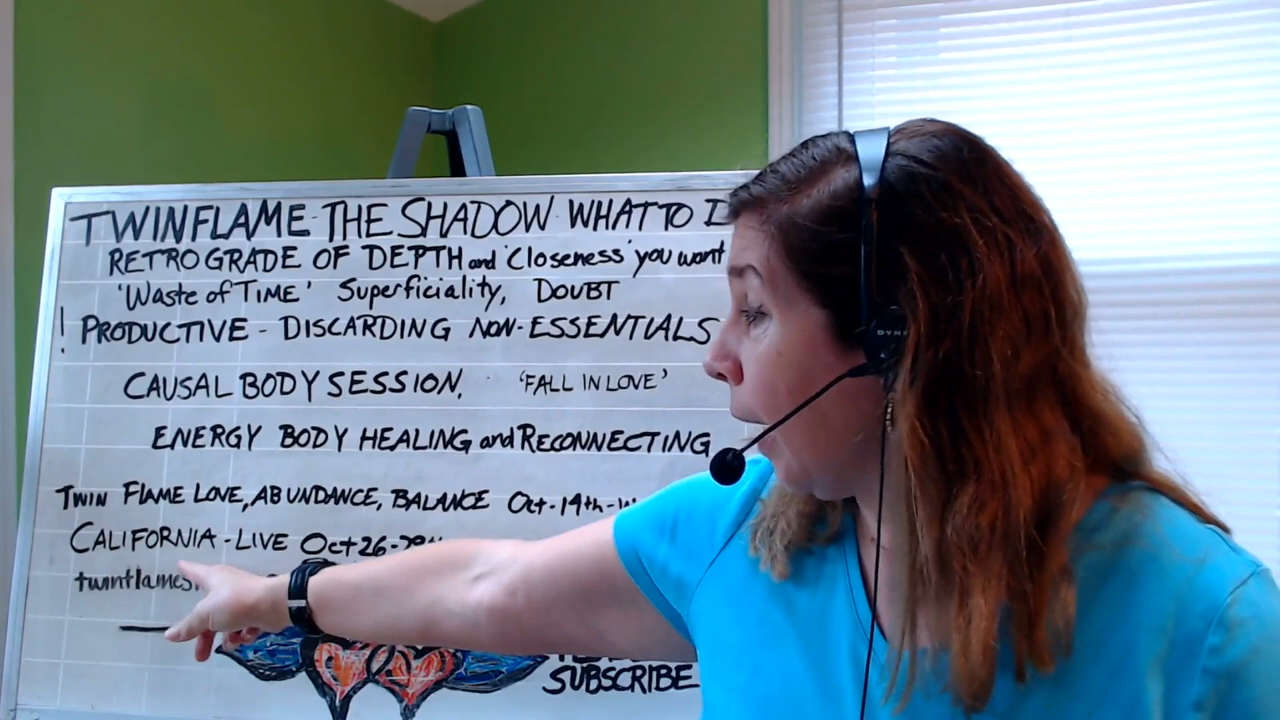 TWINFLAME-THE SHADOW-WHAT TO
RETROGRADE OF DEPTH and 'Closeness' you want
'Waste of TIME' Superficiality, DOUBT
! PRODUCTIVE - DISCARDING NON-ESSENTIALS
CAUSAL BODY SESSION. 'FALL IN LOVE'
ENERGY BODY HEALING and RECONNECTING
TWIN FLAME LOVE, ABUNDANCE, BALANCE Oct-14th-
CALIFORNIA-LIVE Oct 26-
twinflames
SUBSCRIBE